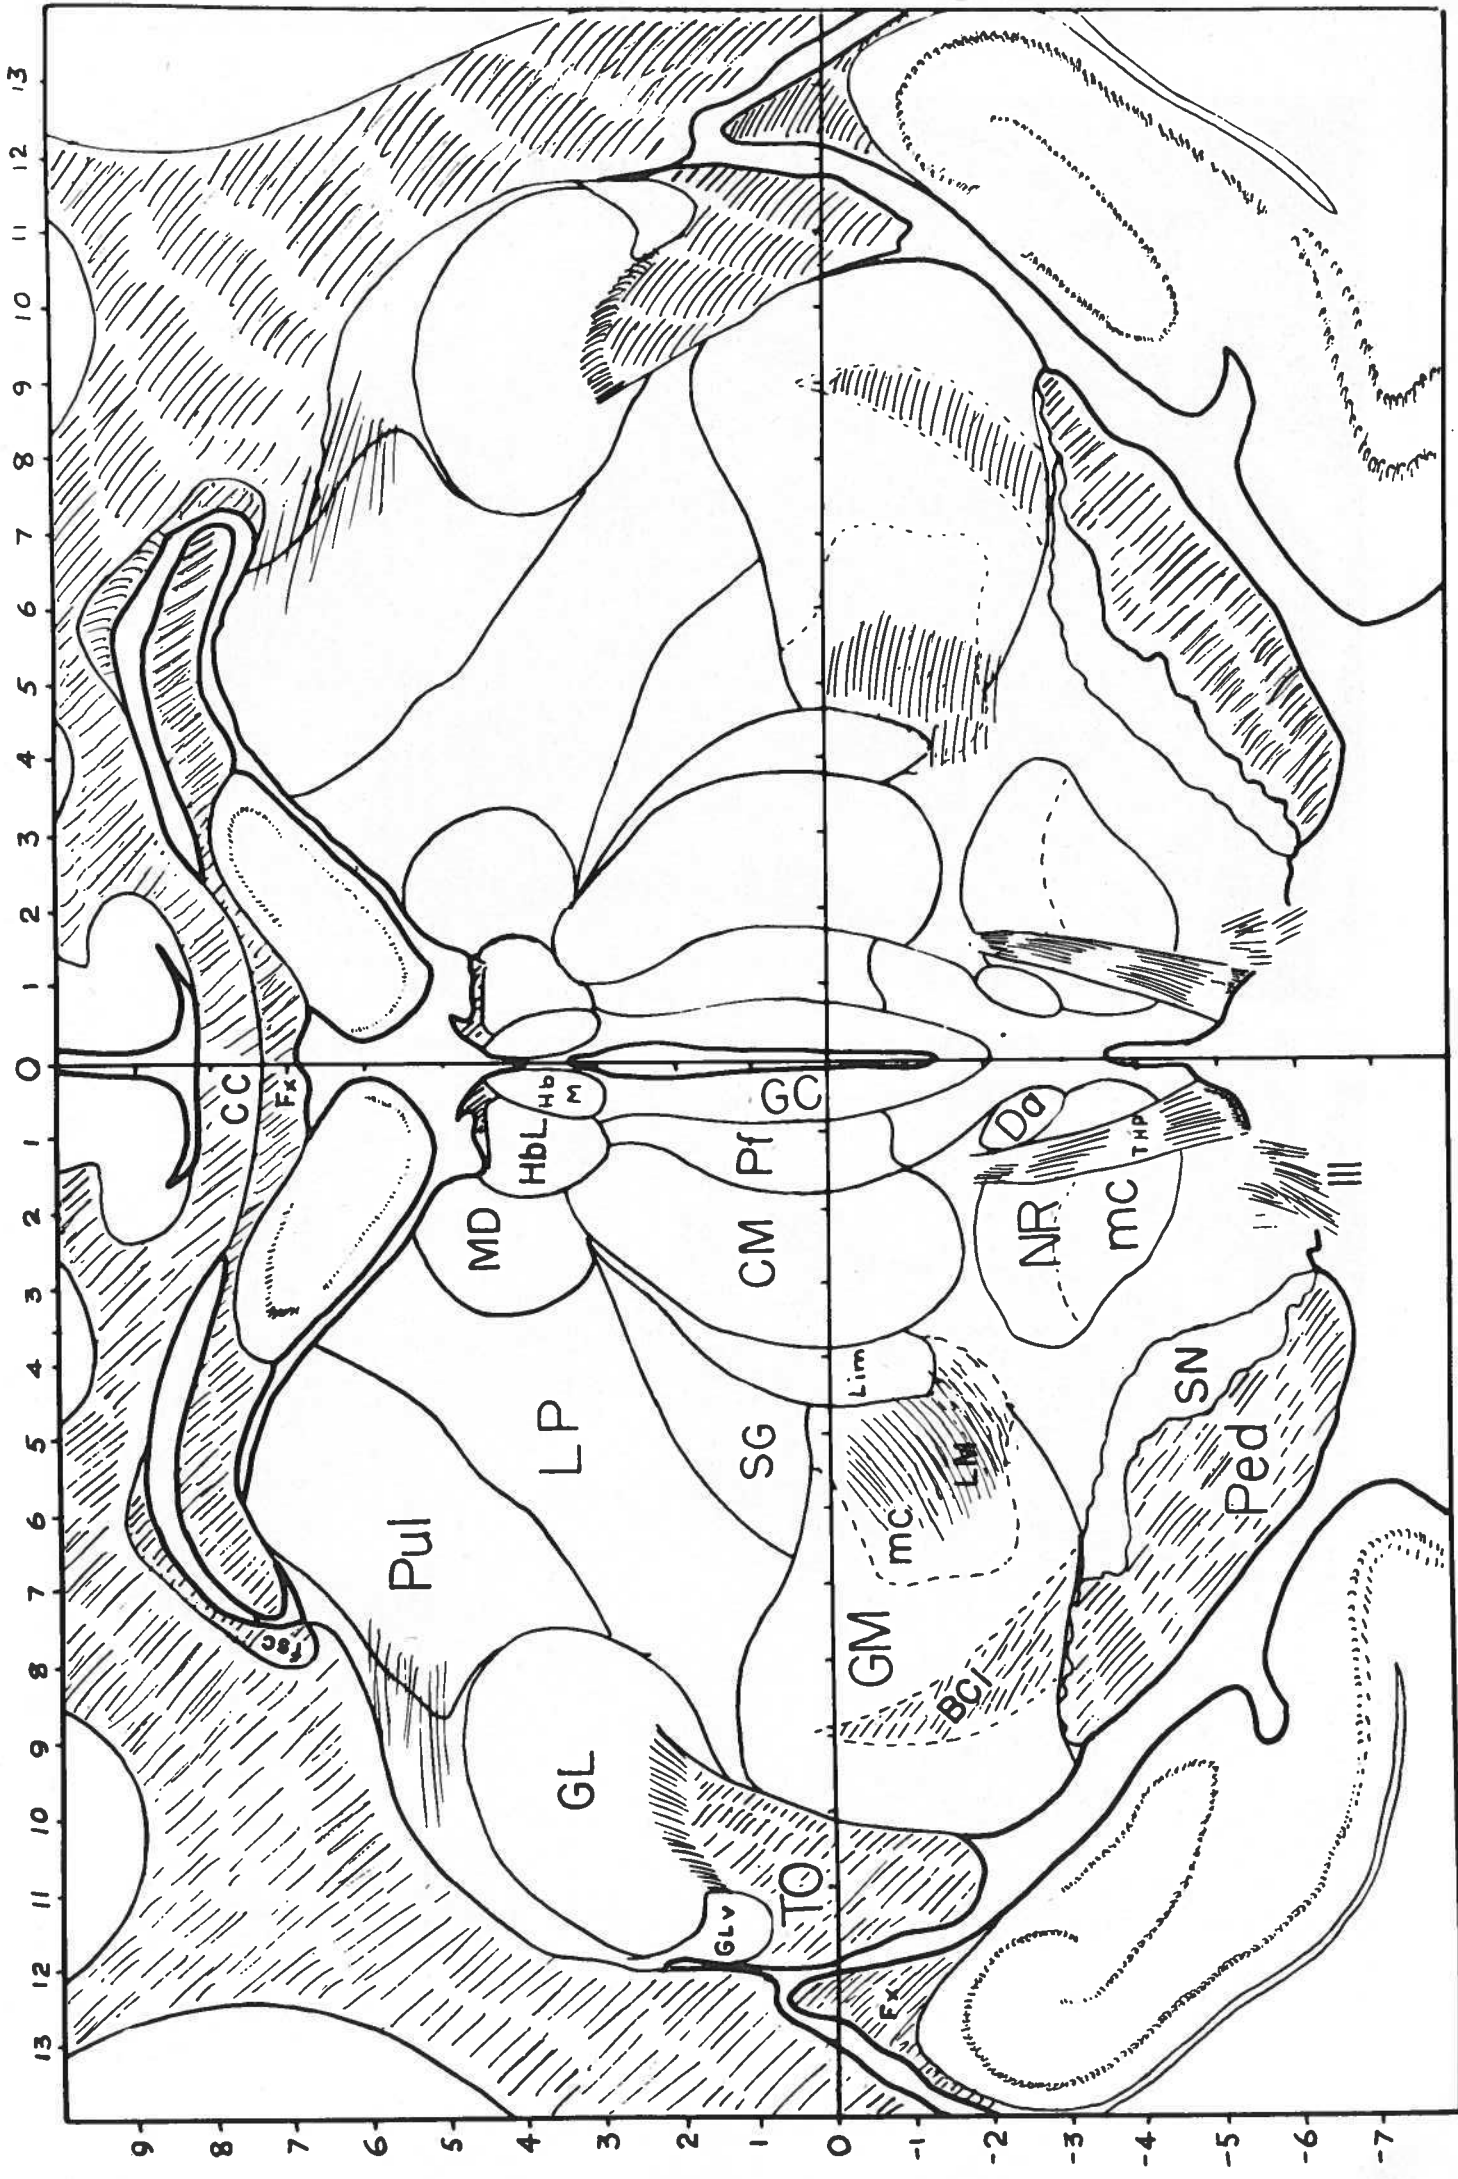 13 12 11 10 9 8 7 6 5 4 3 2 1 0 1 2 3 4 5 6 7 8 9 10 11 12 13
9
8
7
6
5
4
3
2
1
0
-1
-2
-3
-4
-5
-6
-7
CC
Fx
fsc
Pul
LP
MD
HbL
Hb
M
GC
Pf
CM
SG
Lim
GL
GLv
TO
Fx
GM
mc
LM
BCI
Da
THP
NR
mC
III
SN
Ped